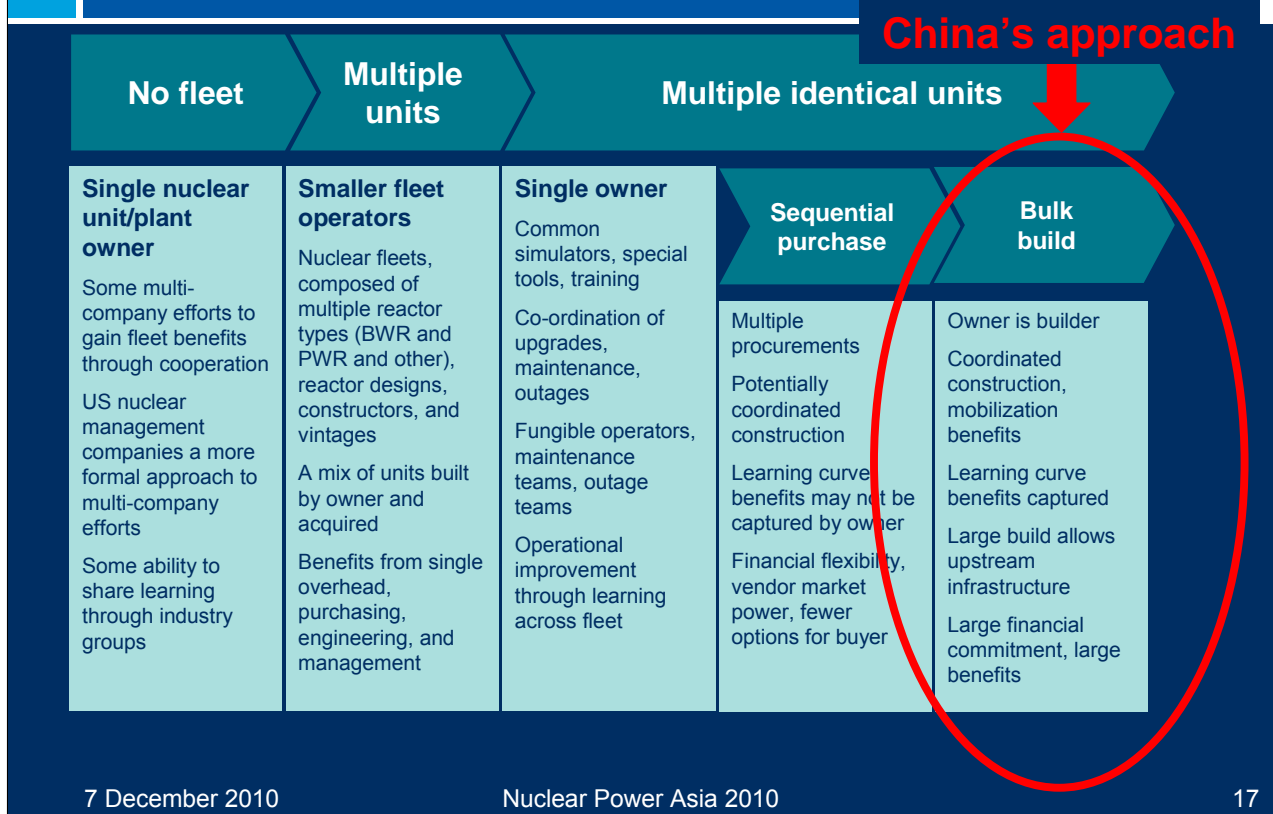 China's approach
No fleet
Multiple
units
Multiple identical units
Single nuclear
unit/plant
owner
Some multi-
company efforts to
gain fleet benefits
through cooperation
US nuclear
management
companies a more
formal approach to
multi-company
efforts
Some ability to
share learning
through industry
groups
Smaller fleet
operators
Nuclear fleets,
composed of
multiple reactor
types (BWR and
PWR and other),
reactor designs,
constructors, and
vintages
A mix of units built
by owner and
acquired
Benefits from single
overhead,
purchasing,
engineering, and
management
Single owner
Common
simulators, special
tools, training
Co-ordination of
upgrades,
maintenance,
outages
Fungible operators,
maintenance
teams, outage
teams
Operational
improvement
through learning
across fleet
Sequential
purchase
Multiple
procurements
Potentially
coordinated
construction
Learning curve
benefits may not be
captured by owner
Financial flexibility,
vendor market
power, fewer
options for buyer
Bulk
build
Owner is builder
Coordinated
construction,
mobilization
benefits
Learning curve
benefits captured
Large build allows
upstream
infrastructure
Large financial
commitment, large
benefits
7 December 2010
Nuclear Power Asia 2010
17